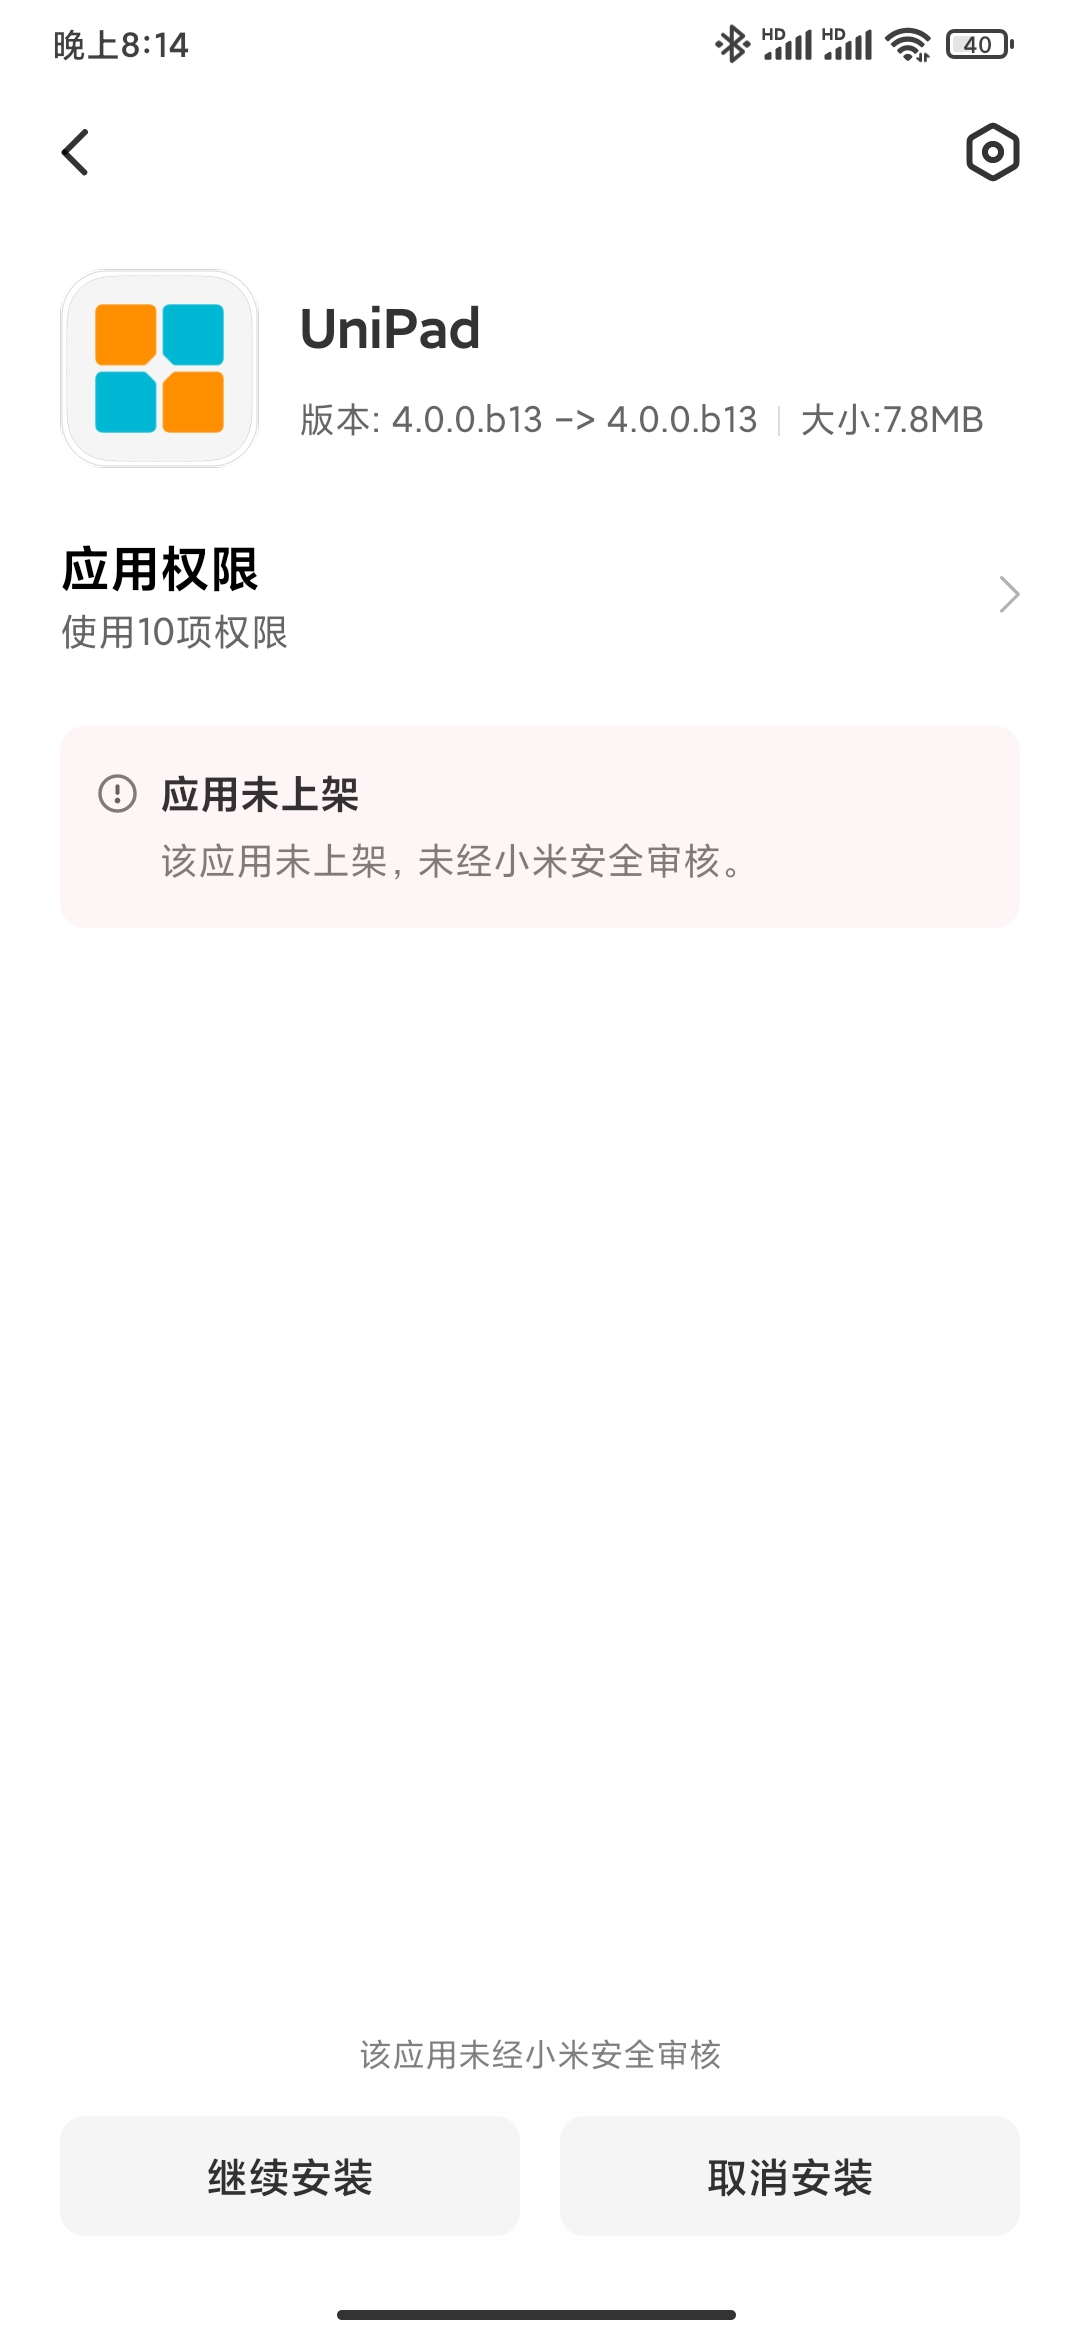 晚上8:14
HD HD 40
UniPad
版本: 4.0.0.b13 -> 4.0.0.b13 | 大小:7.8MB
应用权限
使用10项权限
应用未上架
该应用未上架，未经小米安全审核。
该应用未经小米安全审核
继续安装 取消安装